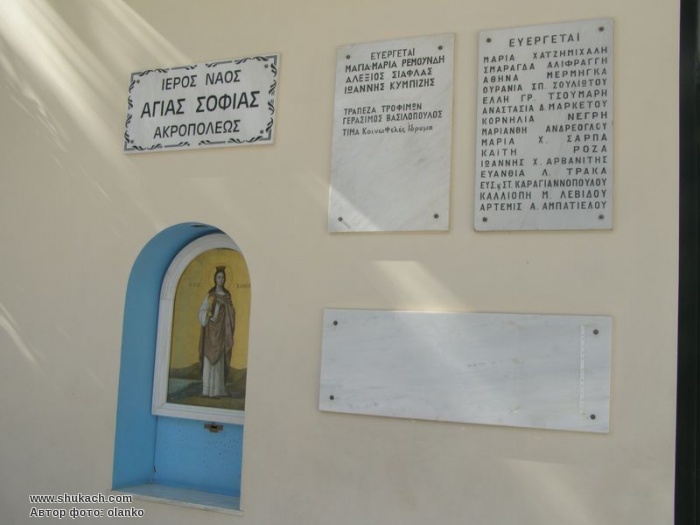 ΙΕΡΟΣ ΝΑΟΣ
ΑΓΙΑΣ ΣΟΦΙΑΣ
ΑΚΡΟΠΟΛΕΩΣ
ΕΥΕΡΓΕΤΑΙ
ΜΑΓΙΑ-ΜΑΡΙΑ ΡΕΜΟΥΝΔΗ
ΑΛΕΞΙΟΣ ΣΙΑΦΛΑΣ
ΙΩΑΝΝΗΣ ΚΥΜΠΙΖΗΣ
ΤΡΑΠΕΖΑ ΤΡΟΦΙΜΩΝ
ΓΕΡΑΣΙΜΟΣ ΒΑΣΙΛΟΠΟΥΛΟΣ
ΤΙΜΑ Κοινωφελές Ίδρυμα
ΕΥΕΡΓΕΤΑΙ
ΜΑΡΙΑ ΧΑΤΖΗΜΙΧΑΛΗ
ΣΜΑΡΑΓΔΑ ΑΛΙΦΡΑΓΓΗ
ΑΘΗΝΑ ΜΕΡΜΗΓΚΑ
ΟΥΡΑΝΙΑ ΣΠ. ΣΟΥΛΙΩΤΟΥ
ΕΛΛΗ ΓΡ. ΤΣΟΥΜΑΡΗ
ΑΝΑΣΤΑΣΙΑ Δ. ΜΑΡΚΕΤΟΥ
ΚΟΡΝΗΛΙΑ ΝΕΓΡΗ
ΜΑΡΙΑΝΘΗ ΑΝΔΡΕΟΓΛΟΥ
ΜΑΡΙΑ Χ. ΣΑΡΠΑ
ΚΑΙΤΗ ΡΟΖΑ
ΙΩΑΝΝΗΣ Χ. ΑΡΒΑΝΙΤΗΣ
ΕΥΑΝΘΙΑ Λ. ΤΡΑΚΑ
ΕΥΣ. ΣΤ. ΚΑΡΑΓΙΑΝΝΟΠΟΥΛΟΥ
ΚΑΛΛΙΟΠΗ Μ. ΛΕΒΙΔΟΥ
ΑΡΤΕΜΙΣ Α. ΑΜΠΑΤΙΕΛΟΥ
www.shukach.com
Автор фото: olanko